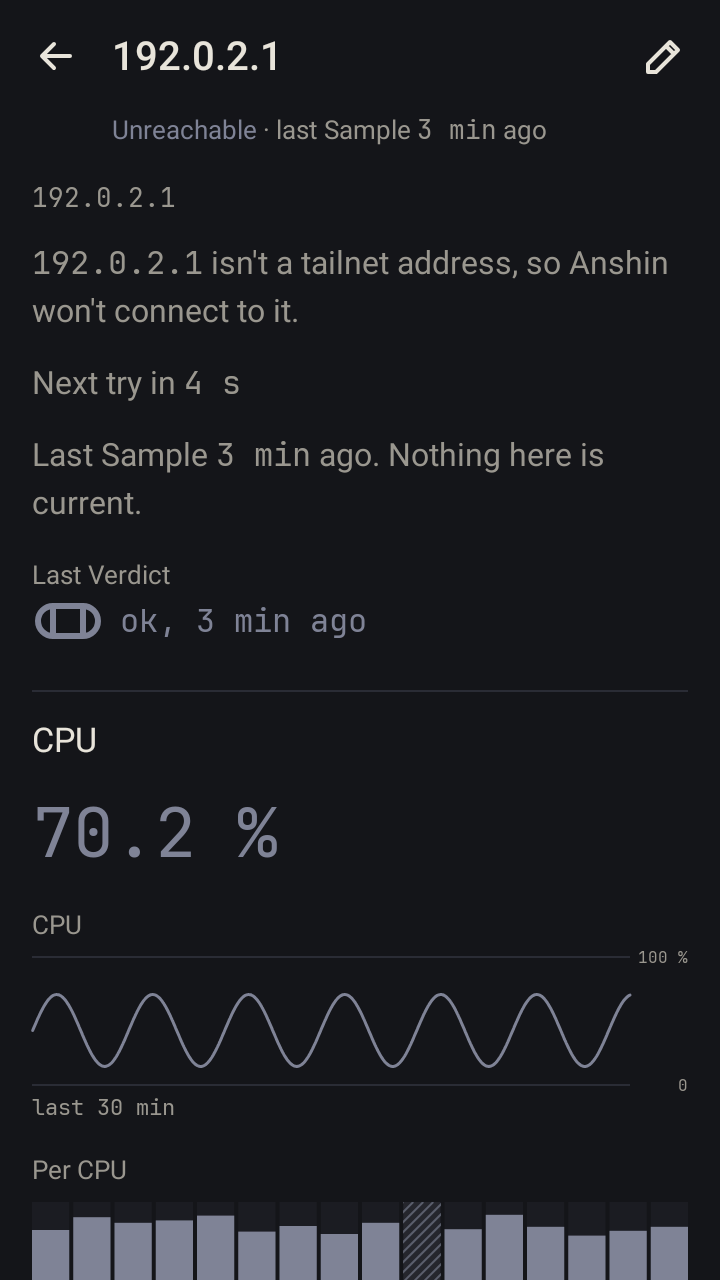 192.0.2.1
Unreachable · last Sample 3 min ago
192.0.2.1
192.0.2.1 isn't a tailnet address, so Anshin
won't connect to it.
Next try in 4 s
Last Sample 3 min ago. Nothing here is
current.
Last Verdict
ok, 3 min ago
CPU
70.2 %
CPU
100 %
0
last 30 min
Per CPU